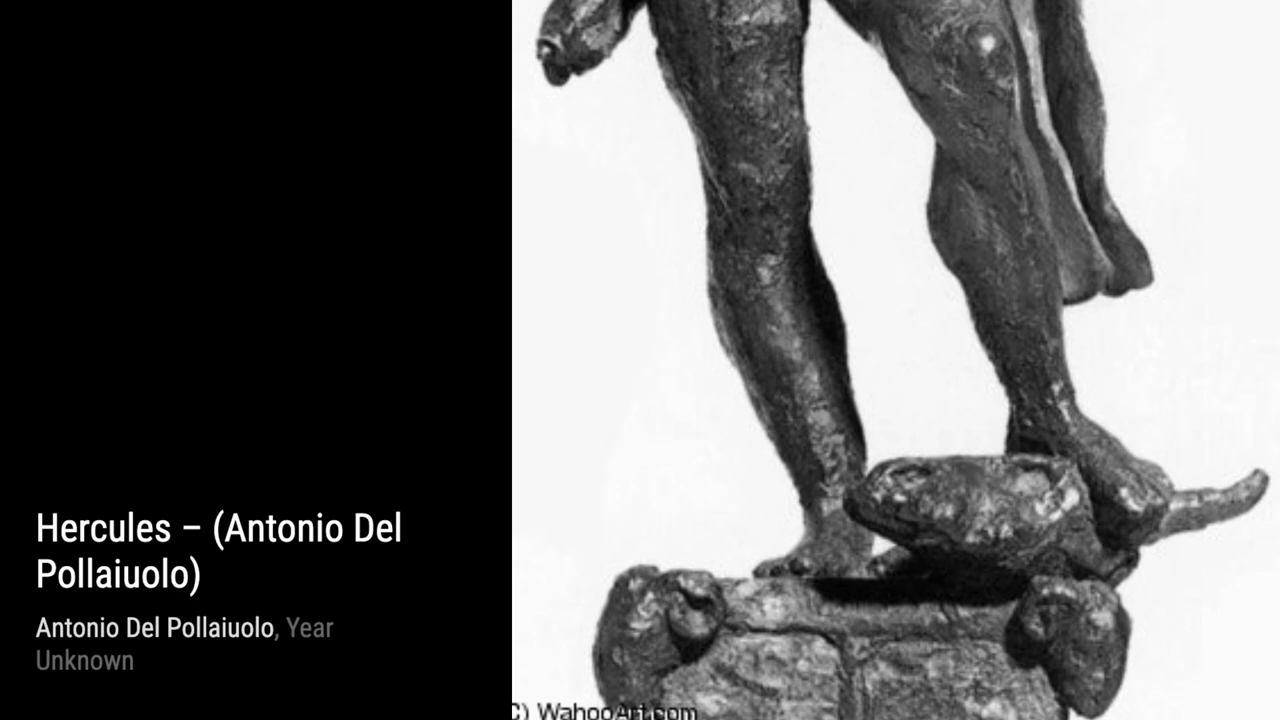 Hercules – (Antonio Del
Pollaiuolo)
Antonio Del Pollaiuolo, Year
Unknown
C) WahooArt.com